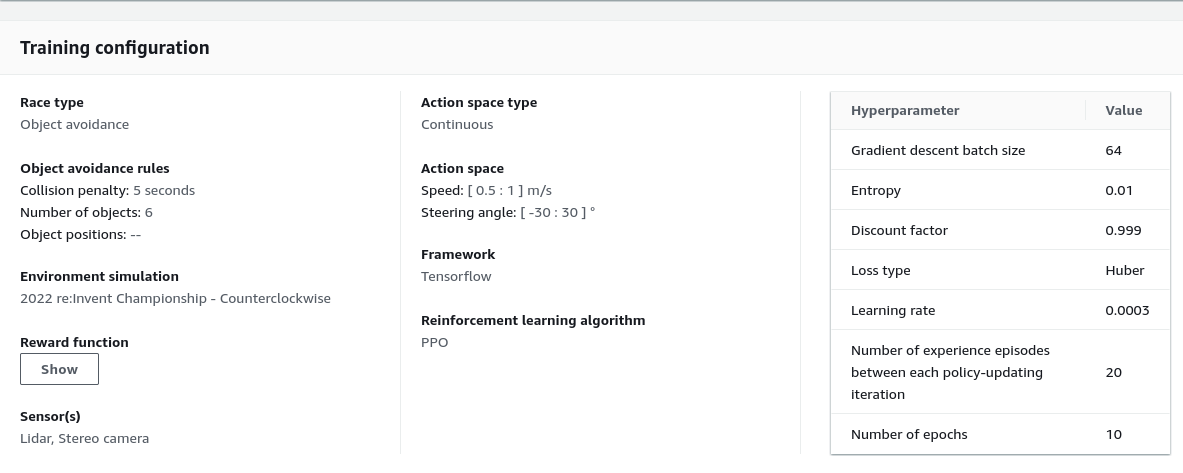 Training configuration
Race type
Object avoidance
Object avoidance rules
Collision penalty: 5 seconds
Number of objects: 6
Object positions: --
Environment simulation
2022 re:Invent Championship - Counterclockwise
Reward function
Show
Sensor(s)
Lidar, Stereo camera
Action space type
Continuous
Action space
Speed: [ 0.5 : 1 ] m/s
Steering angle: [ -30 : 30 ] °
Framework
Tensorflow
Reinforcement learning algorithm
PPO
Hyperparameter Value
Gradient descent batch size 64
Entropy 0.01
Discount factor 0.999
Loss type Huber
Learning rate 0.0003
Number of experience episodes
between each policy-updating 20
iteration
Number of epochs 10